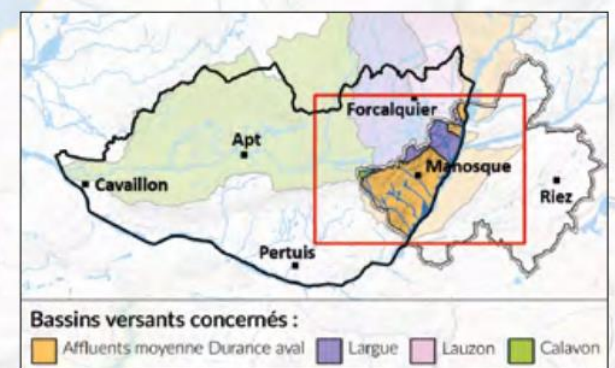 Forcalquier
Apt
Manosque
Cavaillon
Riez
Pertuis
Bassins versants concernés :
Affluents moyenne Durance aval Largue Lauzon Calavon